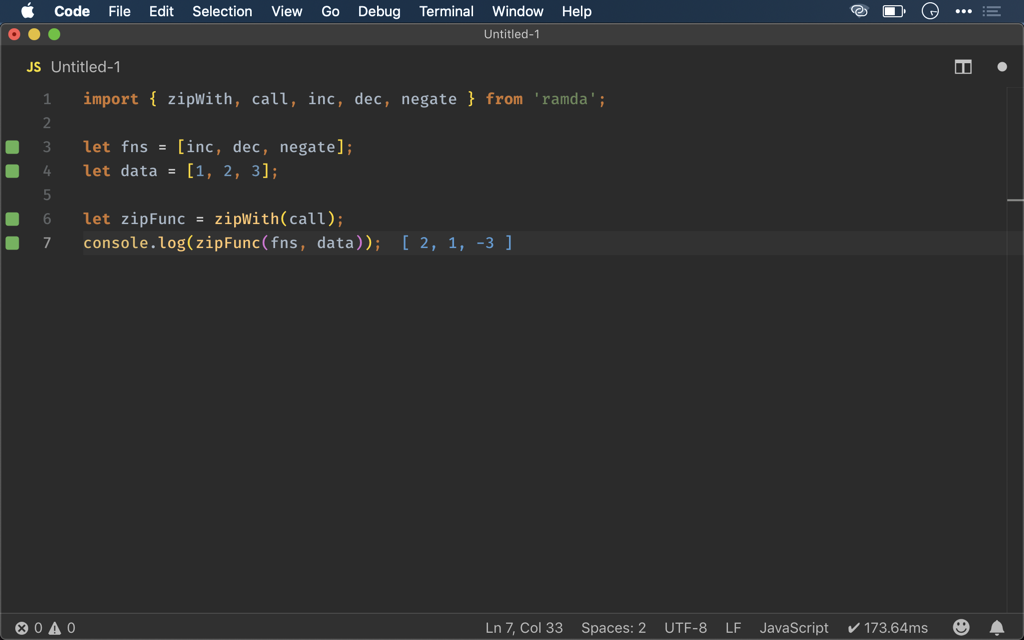 Code File Edit Selection View Go Debug Terminal Window Help
Untitled-1
JS Untitled-1
1 import { zipWith, call, inc, dec, negate } from 'ramda';
2
3 let fns = [inc, dec, negate];
4 let data = [1, 2, 3];
5
6 let zipFunc = zipWith(call);
7 console.log(zipFunc(fns, data)); [ 2, 1, -3 ]
0 0 Ln 7, Col 33 Spaces: 2 UTF-8 LF JavaScript ✔ 173.64ms